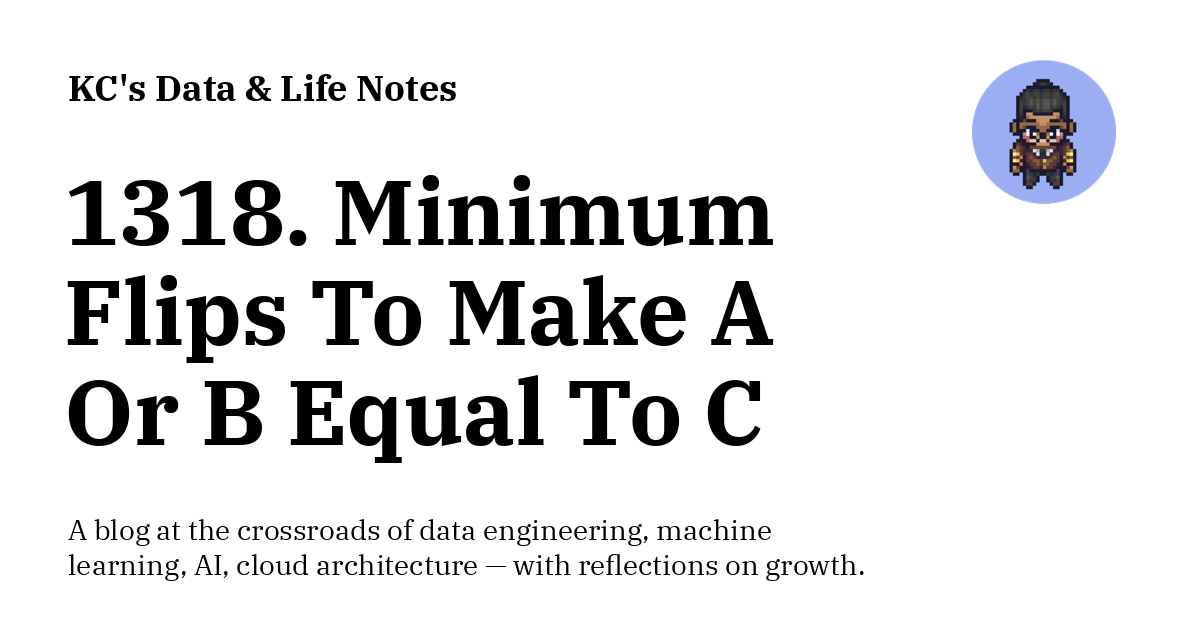 KC's Data & Life Notes
1318. Minimum
Flips To Make A
Or B Equal To C
A blog at the crossroads of data engineering, machine
learning, AI, cloud architecture — with reflections on growth.